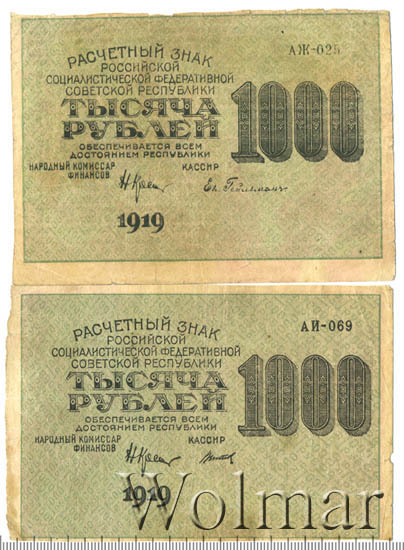 РАСЧЕТНЫЙ ЗНАК
АЖ-025
РОССИЙСКОЙ
СОЦИАЛИСТИЧЕСКОЙ ФЕДЕРАТИВНОЙ
СОВЕТСКОЙ РЕСПУБЛИКИ
ТЫСЯЧА
РУБЛЕЙ
1000
ОБЕСПЕЧИВАЕТСЯ ВСЕМ
ДОСТОЯНИЕМ РЕСПУБЛИКИ
НАРОДНЫЙ КОМИССАР
ФИНАНСОВ
КАССИР
1919
РАСЧЕТНЫЙ ЗНАК
АИ-069
РОССИЙСКОЙ
СОЦИАЛИСТИЧЕСКОЙ ФЕДЕРАТИВНОЙ
СОВЕТСКОЙ РЕСПУБЛИКИ
ТЫСЯЧА
РУБЛЕЙ
1000
ОБЕСПЕЧИВАЕТСЯ ВСЕМ
ДОСТОЯНИЕМ РЕСПУБЛИКИ
НАРОДНЫЙ КОМИССАР
ФИНАНСОВ
КАССИР
1919
Wolmar